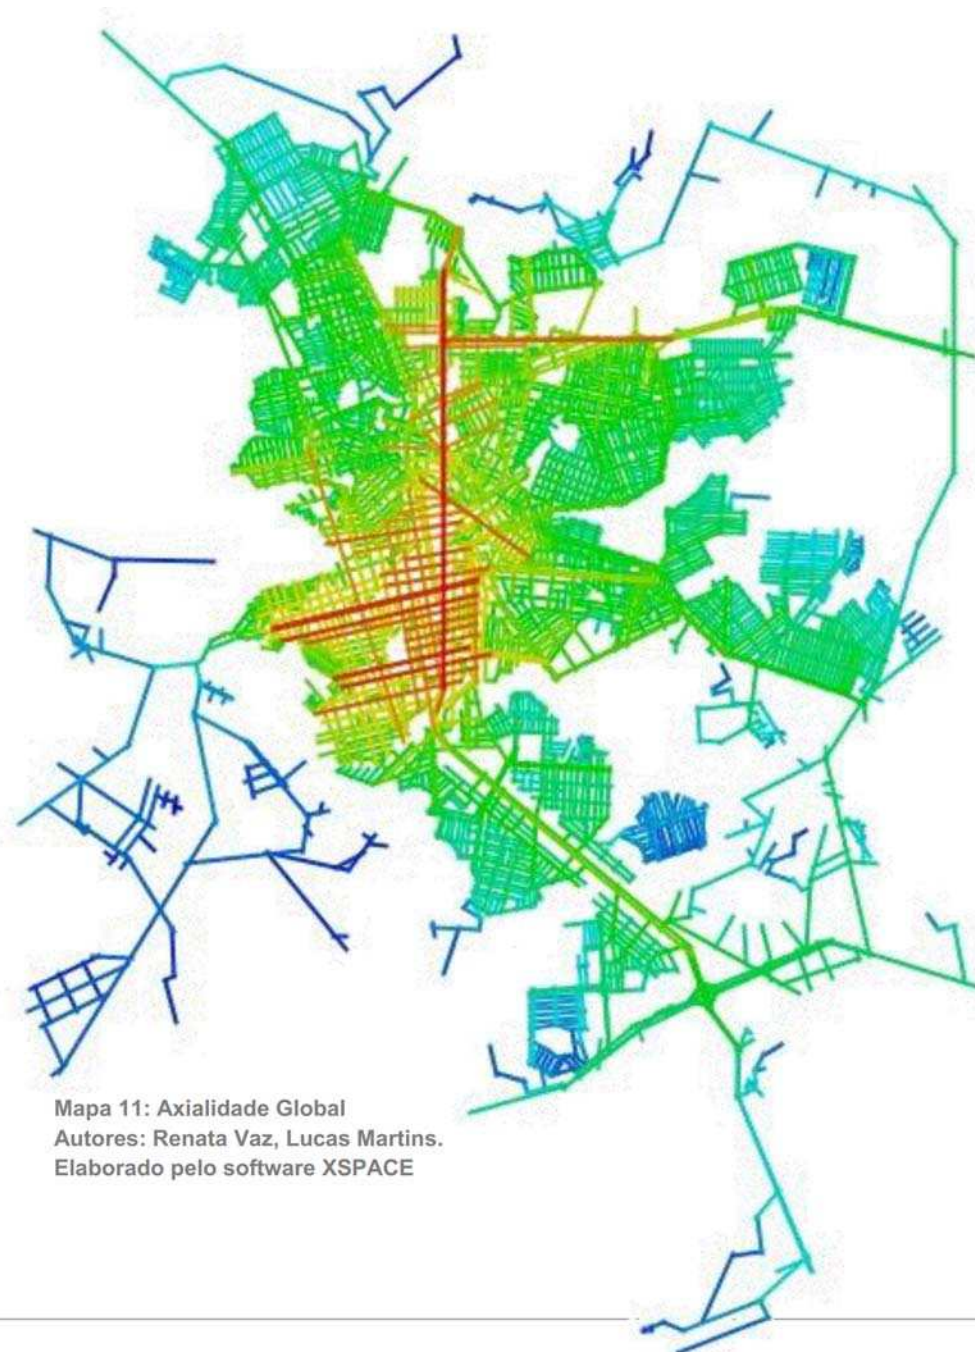 Mapa 11: Axialidade Global
Autores: Renata Vaz, Lucas Martins.
Elaborado pelo software XSPACE